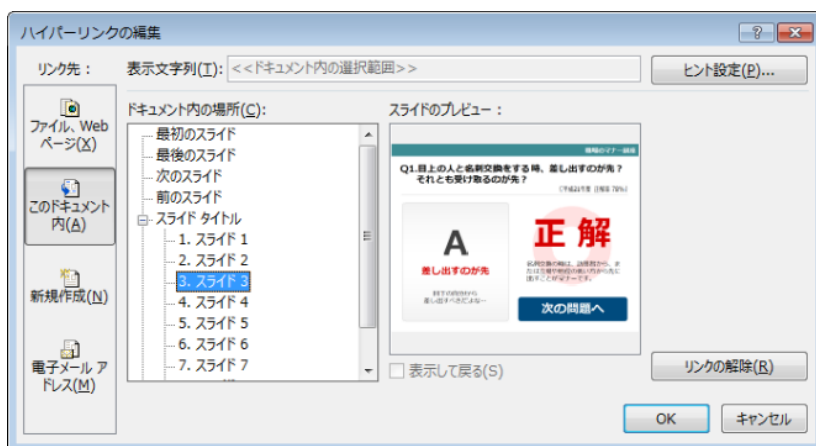 ハイパーリンクの編集
リンク先：
表示文字列(T): <<ドキュメント内の選択範囲>>
ヒント設定(P)...
ファイル、Web
ページ(X)
このドキュメント
内(A)
新規作成(N)
電子メール ア
ドレス(M)
ドキュメント内の場所(C):
最初のスライド
最後のスライド
次のスライド
前のスライド
スライド タイトル
1. スライド 1
2. スライド 2
3. スライド 3
4. スライド 4
5. スライド 5
6. スライド 6
7. スライド 7
スライドのプレビュー：
Q1.目上の人と名刺交換をする時、差し出すのが先？
それとも受け取るのが先？
A
差し出すのが先
正解
次の問題へ
表示して戻る(S)
リンクの解除(R)
OK
キャンセル